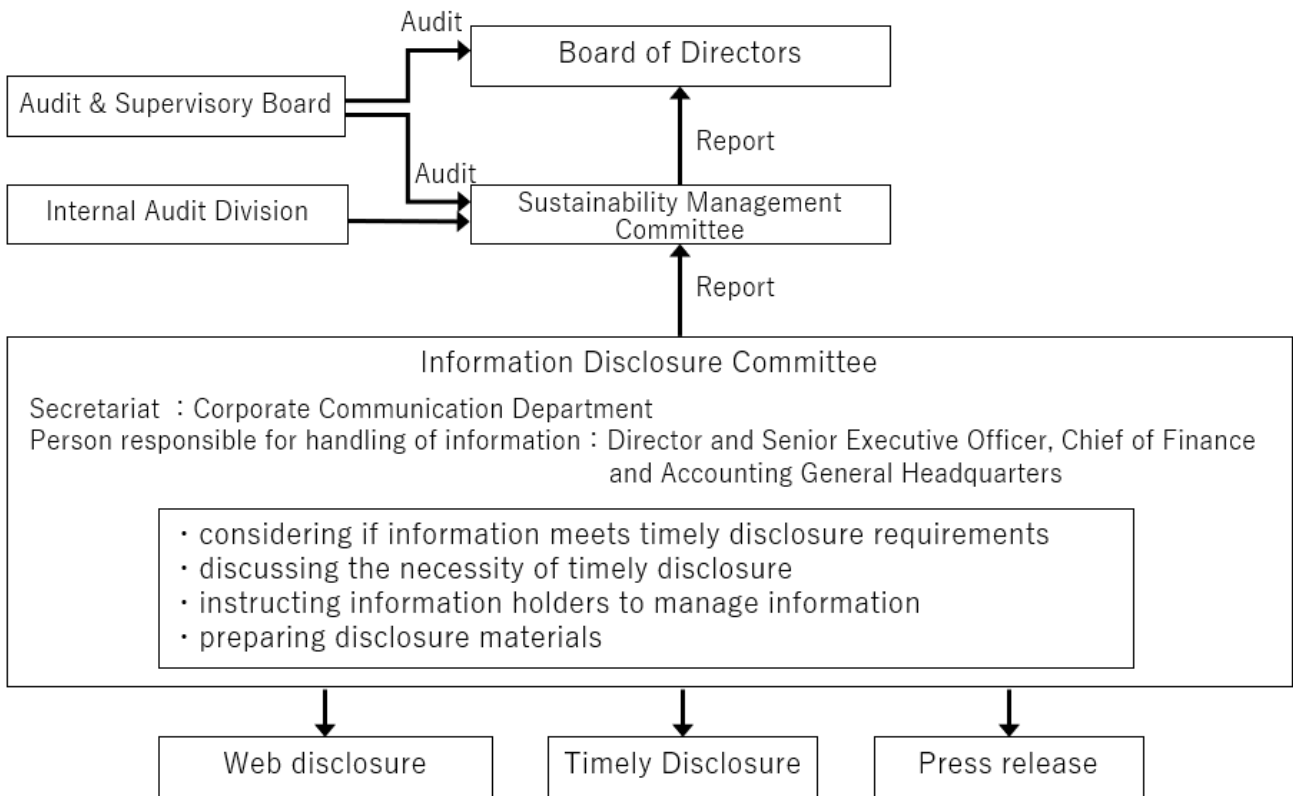 Audit
Board of Directors
Audit & Supervisory Board
Report
Audit
Internal Audit Division
Sustainability Management
Committee
Report
Information Disclosure Committee
Secretariat ：Corporate Communication Department
Person responsible for handling of information：Director and Senior Executive Officer, Chief of Finance
and Accounting General Headquarters
・considering if information meets timely disclosure requirements
・discussing the necessity of timely disclosure
・instructing information holders to manage information
・preparing disclosure materials
Web disclosure
Timely Disclosure
Press release